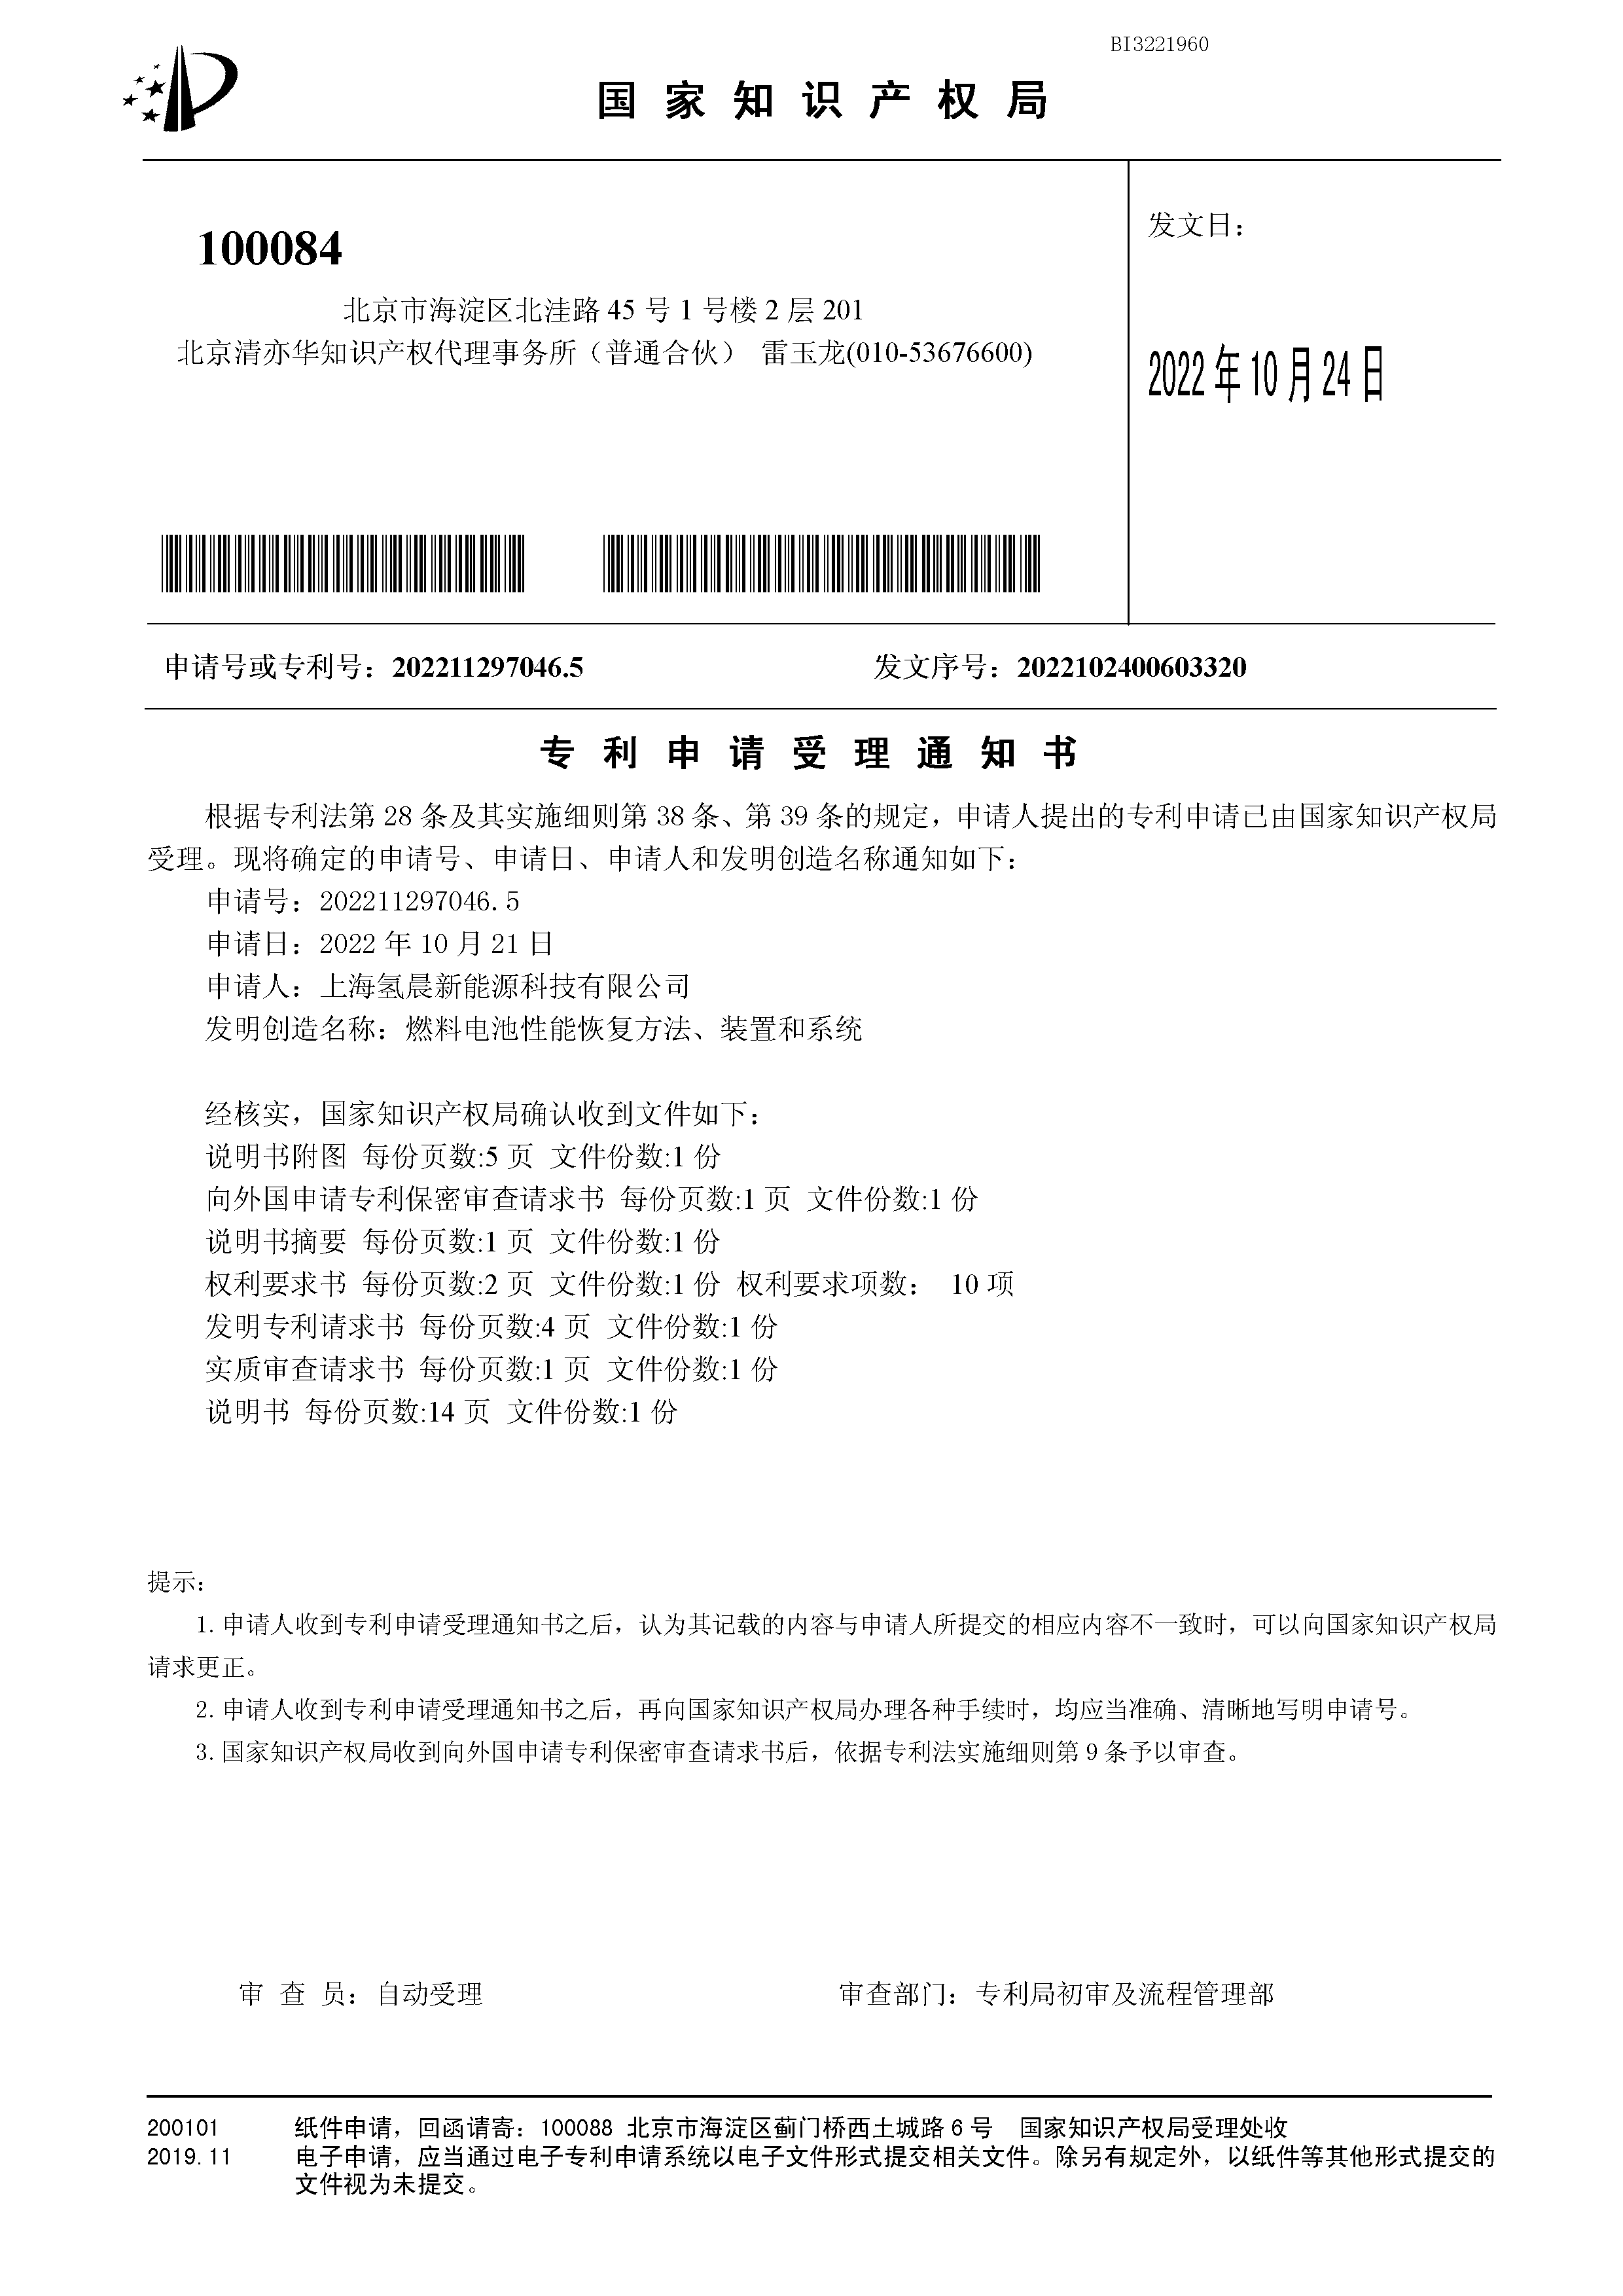 BI3221960
国家知识产权局
100084
北京市海淀区北洼路 45 号 1 号楼 2 层 201
北京清亦华知识产权代理事务所（普通合伙） 雷玉龙(010-53676600)
发文日：
2022 年 10 月 24 日
申请号或专利号：202211297046.5
发文序号：2022102400603320
专利申请受理通知书
根据专利法第 28 条及其实施细则第 38 条、第 39 条的规定，申请人提出的专利申请已由国家知识产权局
受理。现将确定的申请号、申请日、申请人和发明创造名称通知如下：
申请号：202211297046.5
申请日：2022 年 10 月 21 日
申请人：上海氢晨新能源科技有限公司
发明创造名称：燃料电池性能恢复方法、装置和系统
经核实，国家知识产权局确认收到文件如下：
说明书附图 每份页数:5 页 文件份数:1 份
向外国申请专利保密审查请求书 每份页数:1 页 文件份数:1 份
说明书摘要 每份页数:1 页 文件份数:1 份
权利要求书 每份页数:2 页 文件份数:1 份 权利要求项数： 10 项
发明专利请求书 每份页数:4 页 文件份数:1 份
实质审查请求书 每份页数:1 页 文件份数:1 份
说明书 每份页数:14 页 文件份数:1 份
提示：
1. 申请人收到专利申请受理通知书之后，认为其记载的内容与申请人所提交的相应内容不一致时，可以向国家知识产权局
请求更正。
2. 申请人收到专利申请受理通知书之后，再向国家知识产权局办理各种手续时，均应当准确、清晰地写明申请号。
3. 国家知识产权局收到向外国申请专利保密审查请求书后，依据专利法实施细则第 9 条予以审查。
审 查 员：自动受理
审查部门：专利局初审及流程管理部
200101 纸件申请，回函请寄：100088 北京市海淀区蓟门桥西土城路 6 号 国家知识产权局受理处收
2019.11 电子申请，应当通过电子专利申请系统以电子文件形式提交相关文件。除另有规定外，以纸件等其他形式提交的
文件视为未提交。